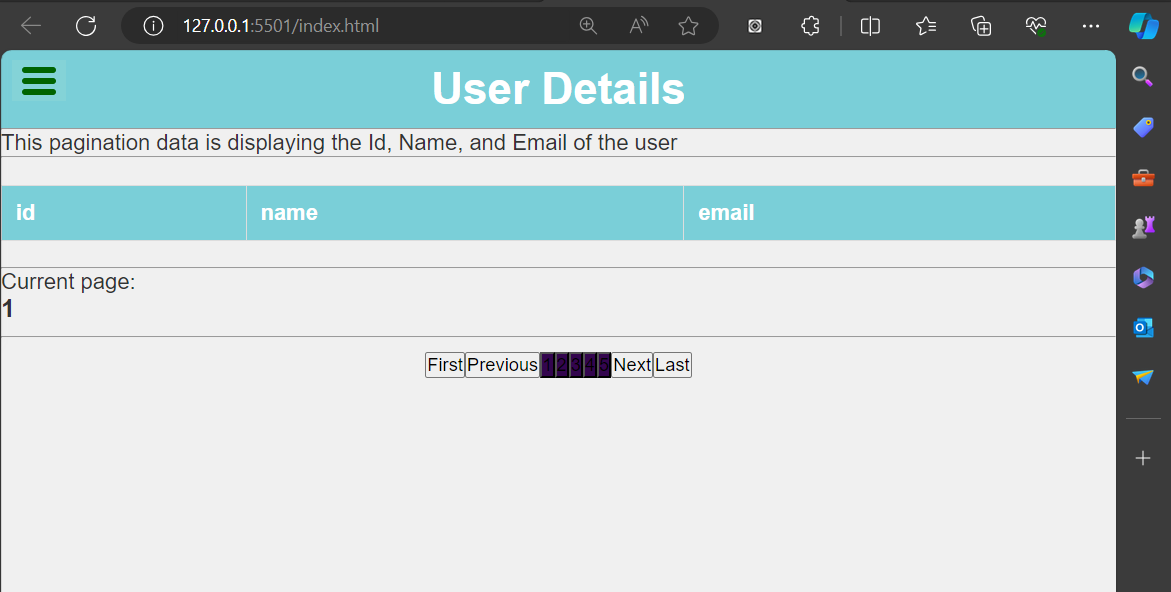 127.0.0.1:5501/index.html
User Details
This pagination data is displaying the Id, Name, and Email of the user
id name email
Current page:
1
First Previous 1 2 3 4 5 Next Last